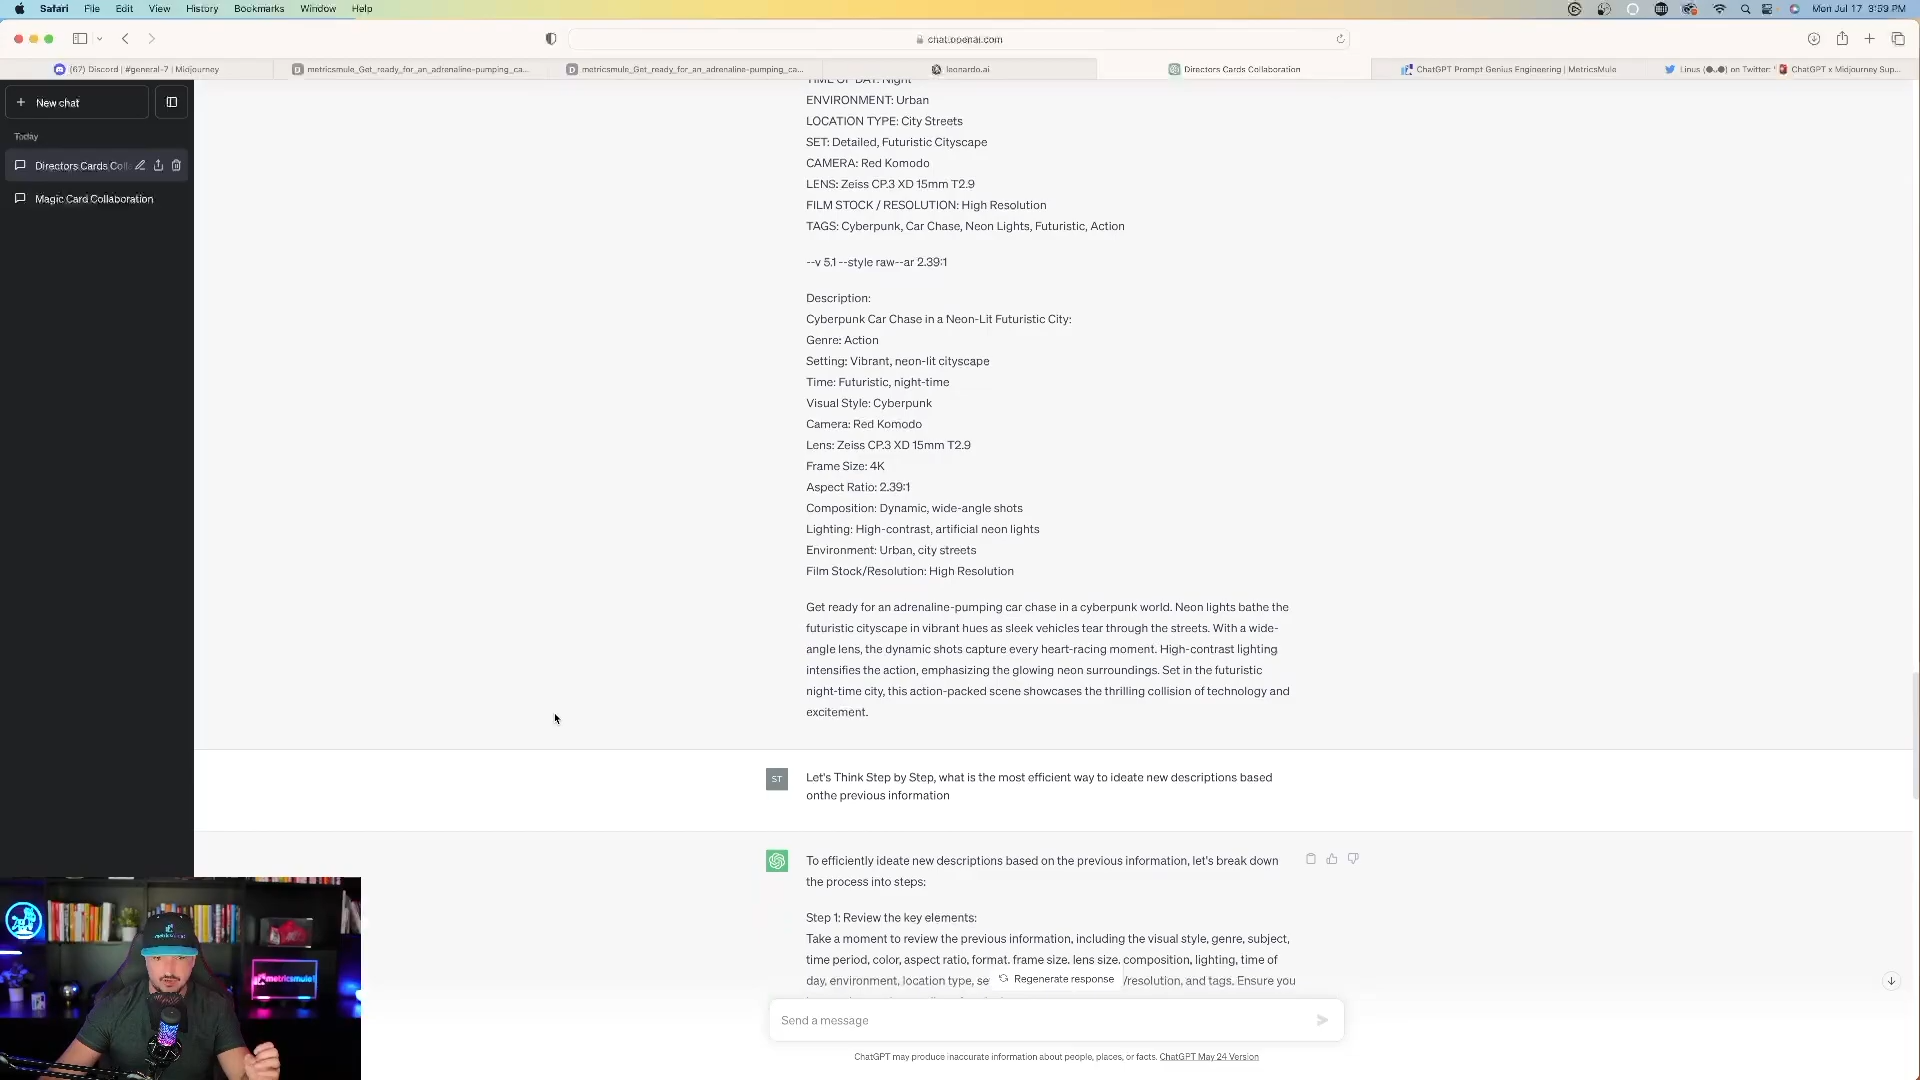 Safari File Edit View History Bookmarks Window Help Mon Jul 17 3:59 PM
chat.openai.com
(67) Discord | #general-7 | Midjourney
metricsmule_Get_ready_for_an_adrenaline-pumping_ca...
metricsmule_Get_ready_for_an_adrenaline-pumping_ca...
leonardo.ai
Directors Cards Collaboration
ChatGPT Prompt Genius Engineering | MetricsMule
Linus (●ᴗ●) on Twitter: "
ChatGPT x Midjourney Sup...
New chat
Today
Directors Cards Coll
Magic Card Collaboration
TIME OF DAY: Night
ENVIRONMENT: Urban
LOCATION TYPE: City Streets
SET: Detailed, Futuristic Cityscape
CAMERA: Red Komodo
LENS: Zeiss CP.3 XD 15mm T2.9
FILM STOCK / RESOLUTION: High Resolution
TAGS: Cyberpunk, Car Chase, Neon Lights, Futuristic, Action
--v 5.1 --style raw--ar 2.39:1
Description:
Cyberpunk Car Chase in a Neon-Lit Futuristic City:
Genre: Action
Setting: Vibrant, neon-lit cityscape
Time: Futuristic, night-time
Visual Style: Cyberpunk
Camera: Red Komodo
Lens: Zeiss CP.3 XD 15mm T2.9
Frame Size: 4K
Aspect Ratio: 2.39:1
Composition: Dynamic, wide-angle shots
Lighting: High-contrast, artificial neon lights
Environment: Urban, city streets
Film Stock/Resolution: High Resolution
Get ready for an adrenaline-pumping car chase in a cyberpunk world. Neon lights bathe the
futuristic cityscape in vibrant hues as sleek vehicles tear through the streets. With a wide-
angle lens, the dynamic shots capture every heart-racing moment. High-contrast lighting
intensifies the action, emphasizing the glowing neon surroundings. Set in the futuristic
night-time city, this action-packed scene showcases the thrilling collision of technology and
excitement.
ST
Let's Think Step by Step, what is the most efficient way to ideate new descriptions based
onthe previous information
To efficiently ideate new descriptions based on the previous information, let's break down
the process into steps:
Step 1: Review the key elements:
Take a moment to review the previous information, including the visual style, genre, subject,
time period, color, aspect ratio, format, frame size, lens size, composition, lighting, time of
day, environment, location type, se /resolution, and tags. Ensure you
Regenerate response
Send a message
ChatGPT may produce inaccurate information about people, places, or facts. ChatGPT May 24 Version
metricsmule